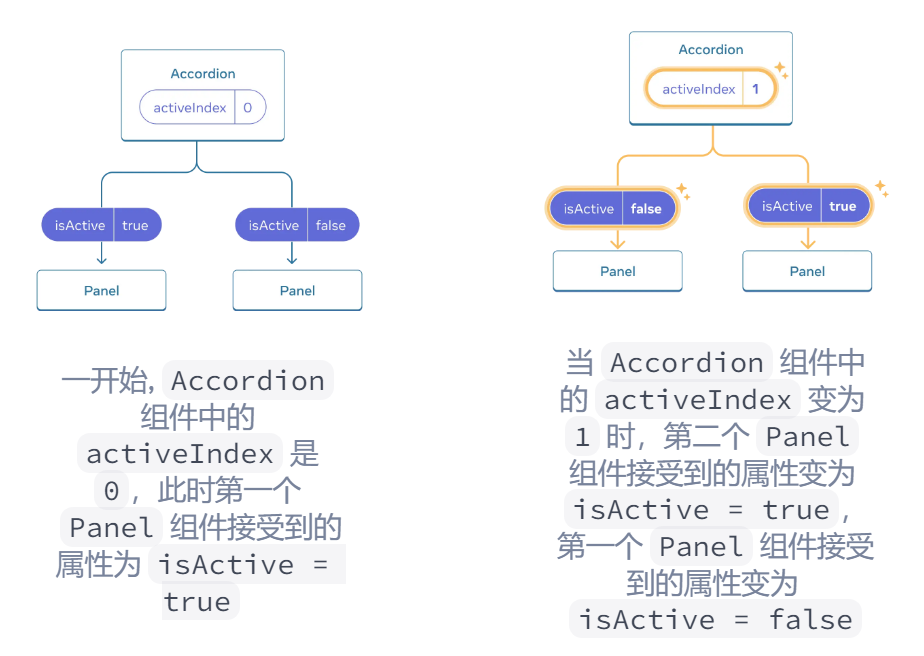 Accordion
activeIndex 0
isActive true
isActive false
Panel
Panel
一开始, Accordion
组件中的
activeIndex 是
0 , 此时第一个
Panel 组件接受到的
属性为 isActive =
true
Accordion
activeIndex 1
isActive false
isActive true
Panel
Panel
当 Accordion 组件中
的 activeIndex 变为
1 时，第二个 Panel
组件接受到的属性变为
isActive = true ，
第一个 Panel 组件接受
到的属性变为
isActive = false